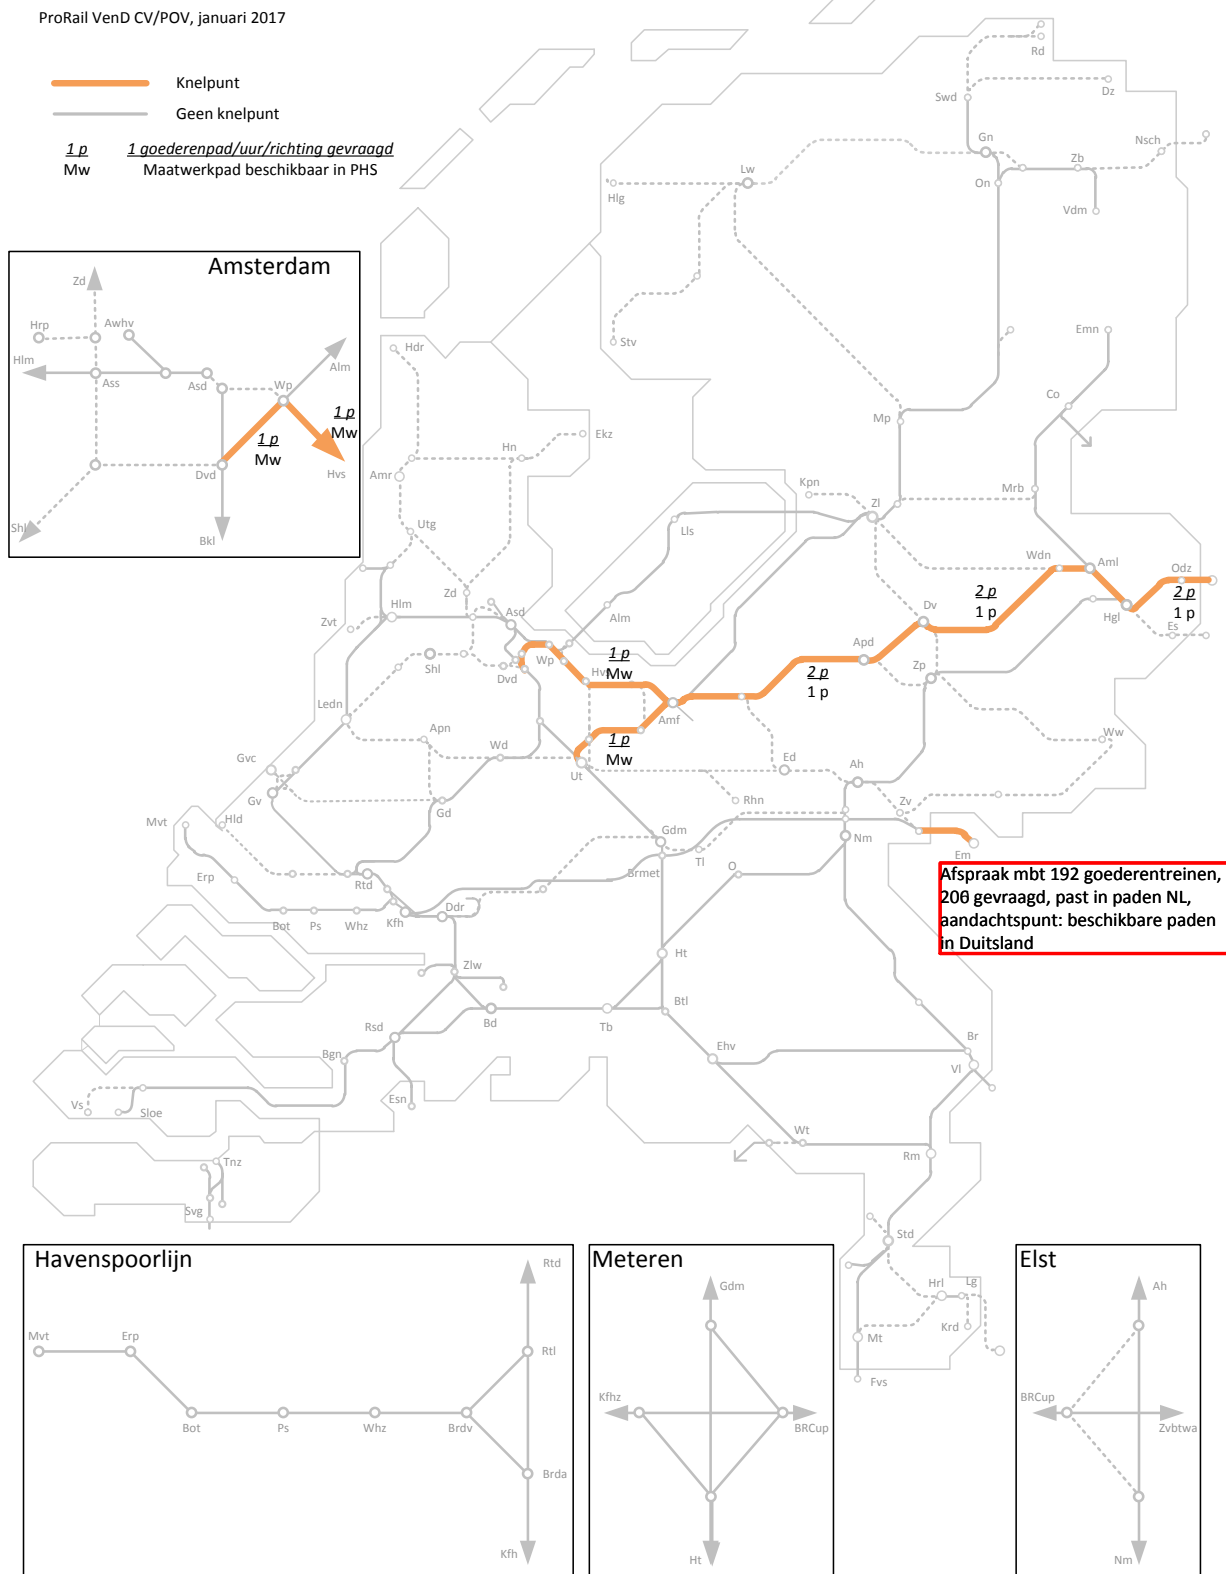 ProRail VenD CV/POV, januari 2017
Knelpunt
Geen knelpunt
1 p 1 goederenpad/uur/richting gevraagd
Mw Maatwerkpad beschikbaar in PHS
Rd
Swd
Dz
Gn
Nsch
Zb
On
Vdm
Lw
Hlg
Stv
Emn
Co
Mp
Mrb
Kpn
Zl
Wdn
Aml
Odz
Hgl
Es
2 p
1 p
2 p
1 p
Amsterdam
Zd
Hrp
Awhv
Hlm
Ass
Asd
Wp
Alm
1 p
Mw
1 p
Mw
Dvd
Hvs
Shl
Bkl
Hdr
Ekz
Hn
Amr
Utg
Lls
Zd
Alm
Asd
Hlm
Zvt
Shl
Dvd
Wp
Hvs
1 p
Mw
Dv
Apd
Zp
2 p
1 p
Amf
Ledn
Apn
Wd
1 p
Mw
Ut
Ed
Ah
Ww
Gvc
Gv
Gd
Rhn
Zv
Em
Mvt
Hld
Gdm
Nm
Tl
Brmet
O
Erp
Rtd
Bot
Ps
Whz
Kfh
Ddr
Afspraak mbt 192 goederentreinen,
206 gevraagd, past in paden NL,
aandachtspunt: beschikbare paden
in Duitsland
Zlw
Ht
Btl
Rsd
Bd
Tb
Ehv
Br
Vl
Bgn
Esn
Vs
Sloe
Wt
Rm
Tnz
Svg
Std
Hrl
Lg
Krd
Mt
Fvs
Havenspoorlijn
Rtd
Mvt
Erp
Rtl
Bot
Ps
Whz
Brdv
Brda
Kfh
Meteren
Gdm
Kfhz
BRCup
Ht
Elst
Ah
BRCup
Zvbtwa
Nm